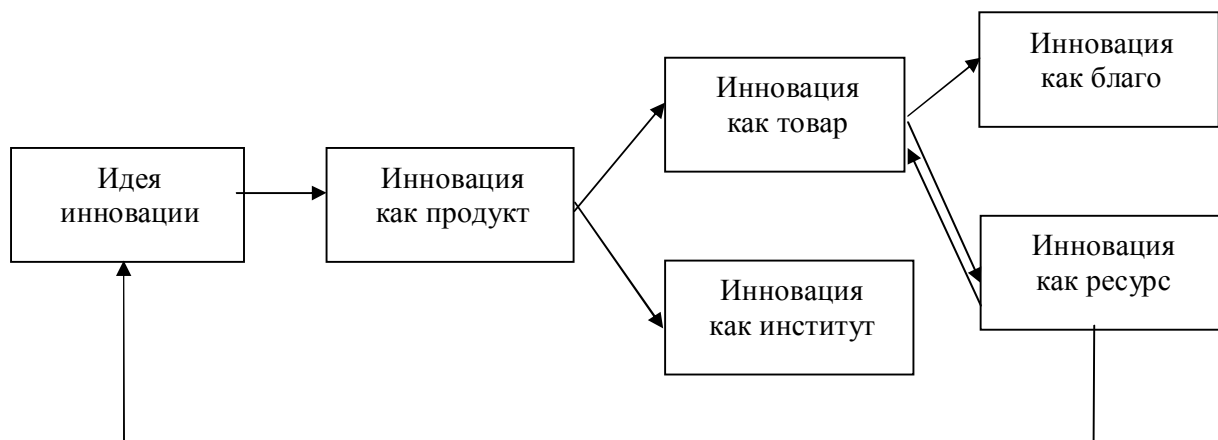 Идея
инновации
Инновация
как продукт
Инновация
как товар
Инновация
как институт
Инновация
как благо
Инновация
как ресурс